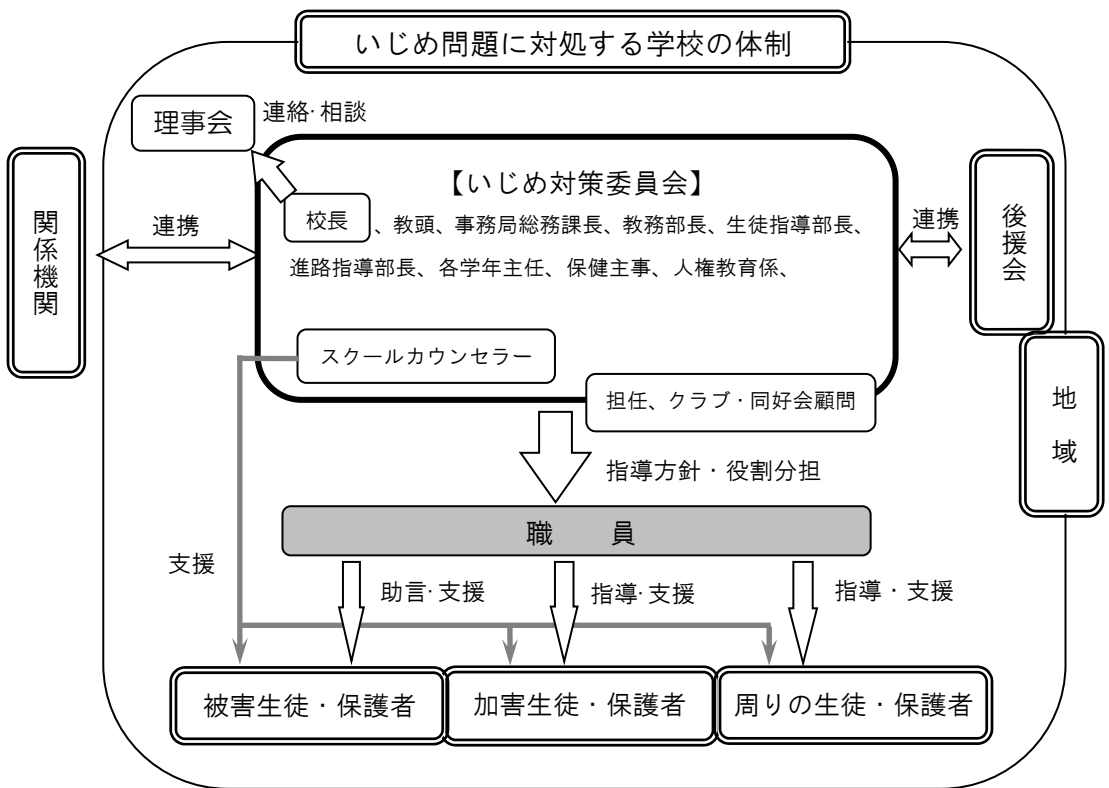 いじめ問題に対処する学校の体制
理事会
連絡・相談
関係機関
連携
【いじめ対策委員会】
校長、教頭、事務局総務課長、教務部長、生徒指導部長、
進路指導部長、各学年主任、保健主事、人権教育係、
スクールカウンセラー
担任、クラブ・同好会顧問
連携
後援会
地域
指導方針・役割分担
職　員
支援
助言・支援
指導・支援
指導・支援
被害生徒・保護者
加害生徒・保護者
周りの生徒・保護者